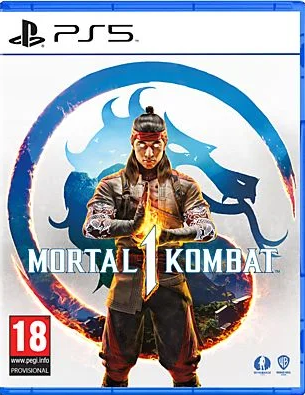 PS5
MORTAL 1 KOMBAT
18
www.pegi.info
PROVISIONAL